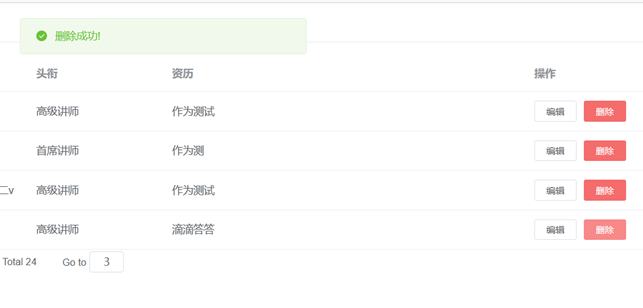 删除成功!
头衔 资历 操作
高级讲师 作为测试 编辑 删除
首席讲师 作为测 编辑 删除
二v 高级讲师 作为测试 编辑 删除
高级讲师 滴滴答答 编辑 删除
Total 24 Go to 3